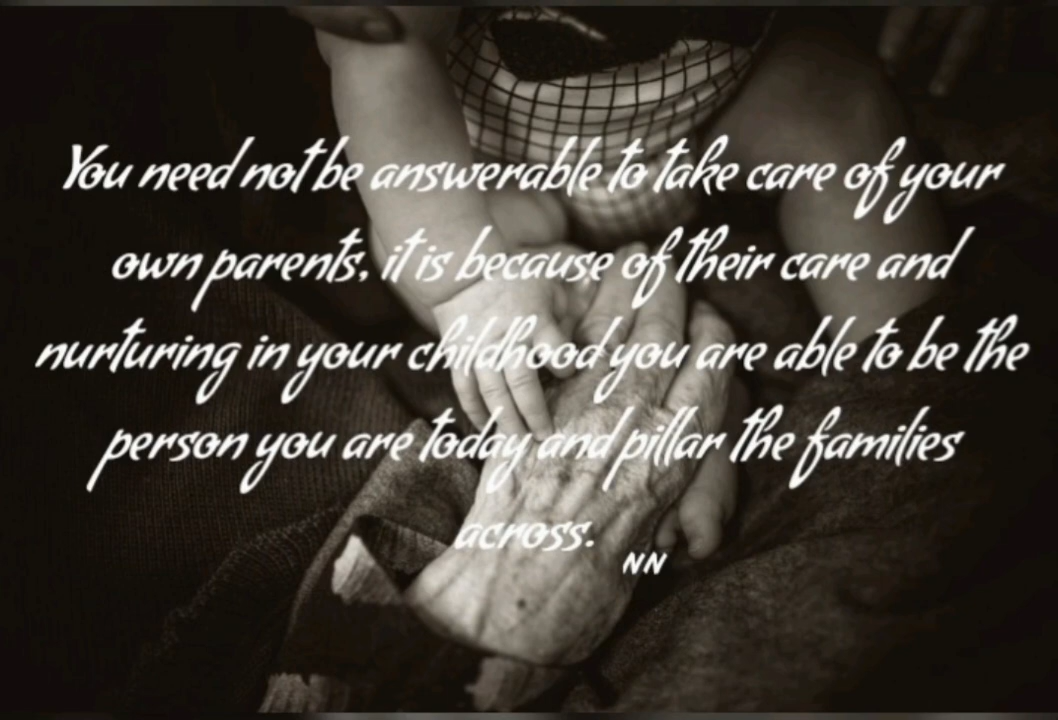 You need not be answerable to take care of your
own parents, it is because of their care and
nurturing in your childhood you are able to be the
person you are today and pillar the families
across.
NN